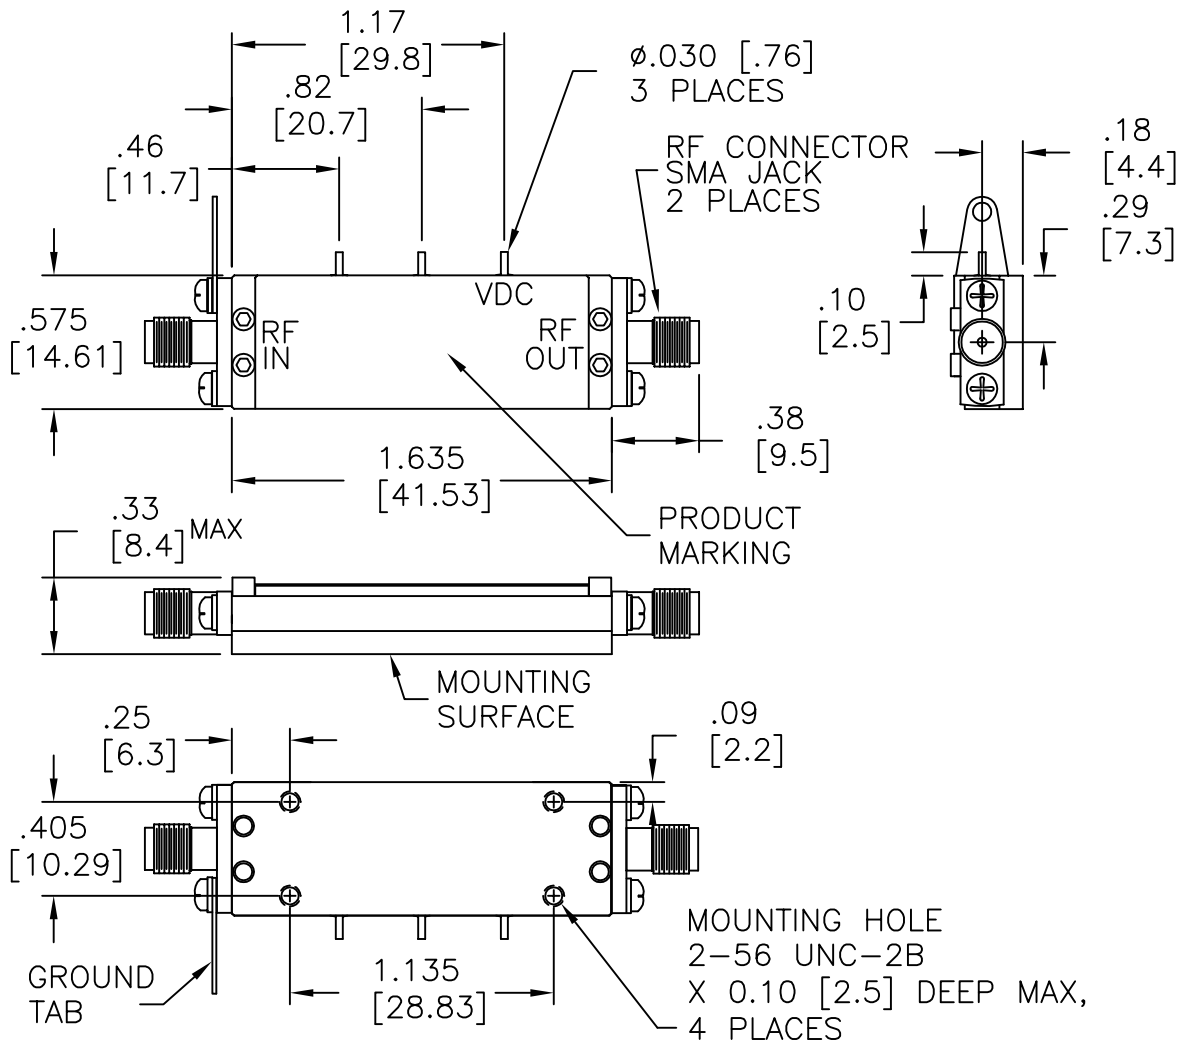 1.17
[29.8]
ø.030 [.76]
3 PLACES
.82
[20.7]
.46
[11.7]
RF CONNECTOR
SMA JACK
2 PLACES
.18
[4.4]
.29
[7.3]
.10
[2.5]
VDC
RF
IN
RF
OUT
.575
[14.61]
.38
[9.5]
1.635
[41.53]
PRODUCT
MARKING
.33
[8.4] MAX
MOUNTING
SURFACE
.25
[6.3]
.09
[2.2]
.405
[10.29]
GROUND
TAB
1.135
[28.83]
MOUNTING HOLE
2-56 UNC-2B
X 0.10 [2.5] DEEP MAX,
4 PLACES